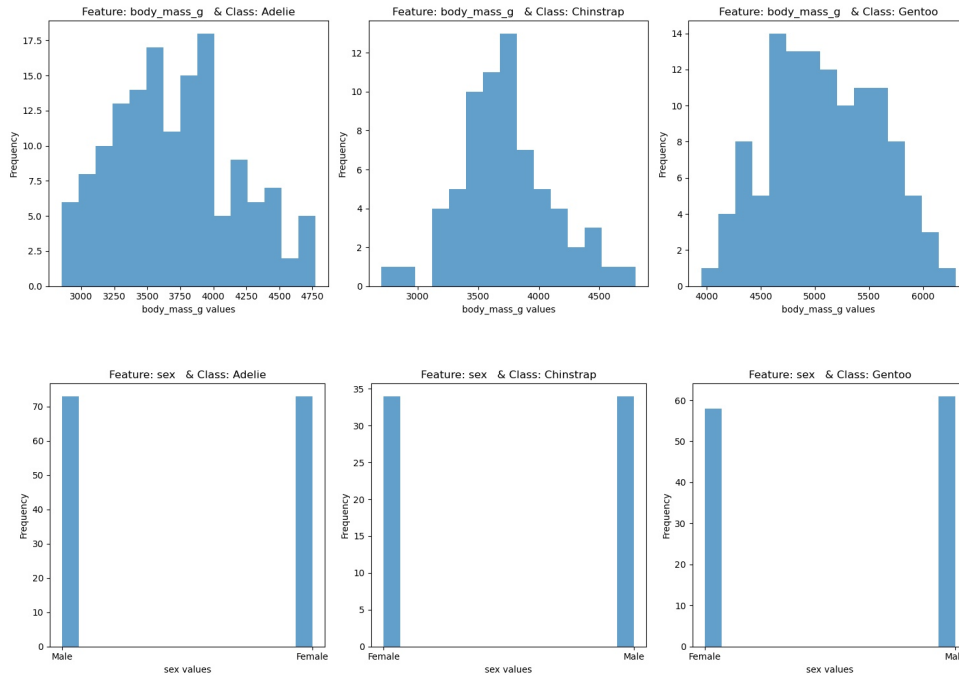 Feature: body_mass_g & Class: Adelie
Frequency
17.5
15.0
12.5
10.0
7.5
5.0
2.5
0.0
3000 3250 3500 3750 4000 4250 4500 4750
body_mass_g values
Feature: body_mass_g & Class: Chinstrap
Frequency
12
10
8
6
4
2
0
3000 3500 4000 4500
body_mass_g values
Feature: body_mass_g & Class: Gentoo
Frequency
14
12
10
8
6
4
2
0
4000 4500 5000 5500 6000
body_mass_g values
Feature: sex & Class: Adelie
Frequency
70
60
50
40
30
20
10
0
Male Female
sex values
Feature: sex & Class: Chinstrap
Frequency
35
30
25
20
15
10
5
0
Female Male
sex values
Feature: sex & Class: Gentoo
Frequency
60
50
40
30
20
10
0
Female Mal
sex values